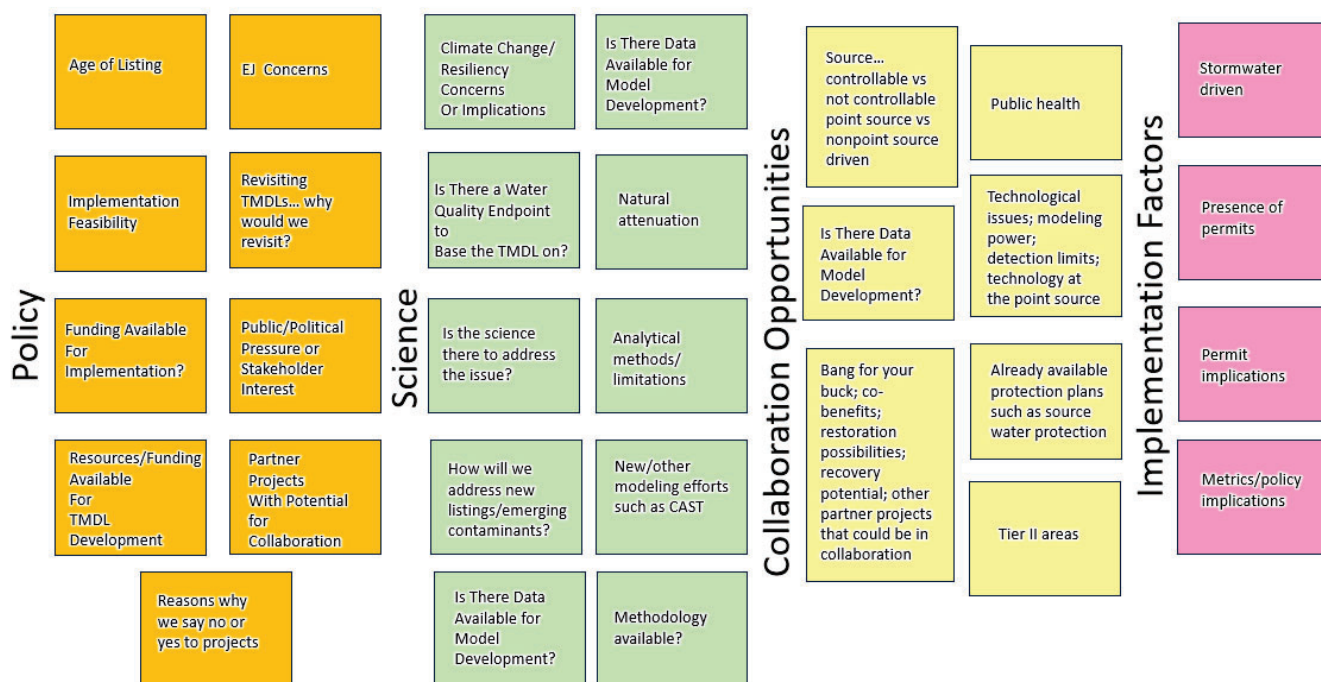 Policy
Age of Listing
EJ Concerns
Implementation
Feasibility
Revisiting
TMDLs... why
would we
revisit?
Funding Available
For
Implementation?
Public/Political
Pressure or
Stakeholder
Interest
Resources/Funding
Available
For
TMDL
Development
Partner
Projects
With Potential
for
Collaboration
Reasons why
we say no or
yes to projects
Science
Climate Change/
Resiliency
Concerns
Or Implications
Is There Data
Available for
Model
Development?
Is There a Water
Quality Endpoint
to
Base the TMDL on?
Natural
attenuation
Is the science
there to address
the issue?
Analytical
methods/
limitations
How will we
address new
listings/emerging
contaminants?
New/other
modeling efforts
such as CAST
Is There Data
Available for
Model
Development?
Methodology
available?
Collaboration Opportunities
Source...
controllable vs
not controllable
point source vs
nonpoint source
driven
Public health
Is There Data
Available for
Model
Development?
Technological
issues; modeling
power;
detection limits;
technology at
the point source
Bang for your
buck; co-
benefits;
restoration
possibilities;
recovery
potential; other
partner projects
that could be in
collaboration
Already available
protection plans
such as source
water protection
Tier II areas
Implementation Factors
Stormwater
driven
Presence of
permits
Permit
implications
Metrics/policy
implications